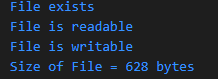 File exists
File is readable
File is writable
Size of File = 628 bytes